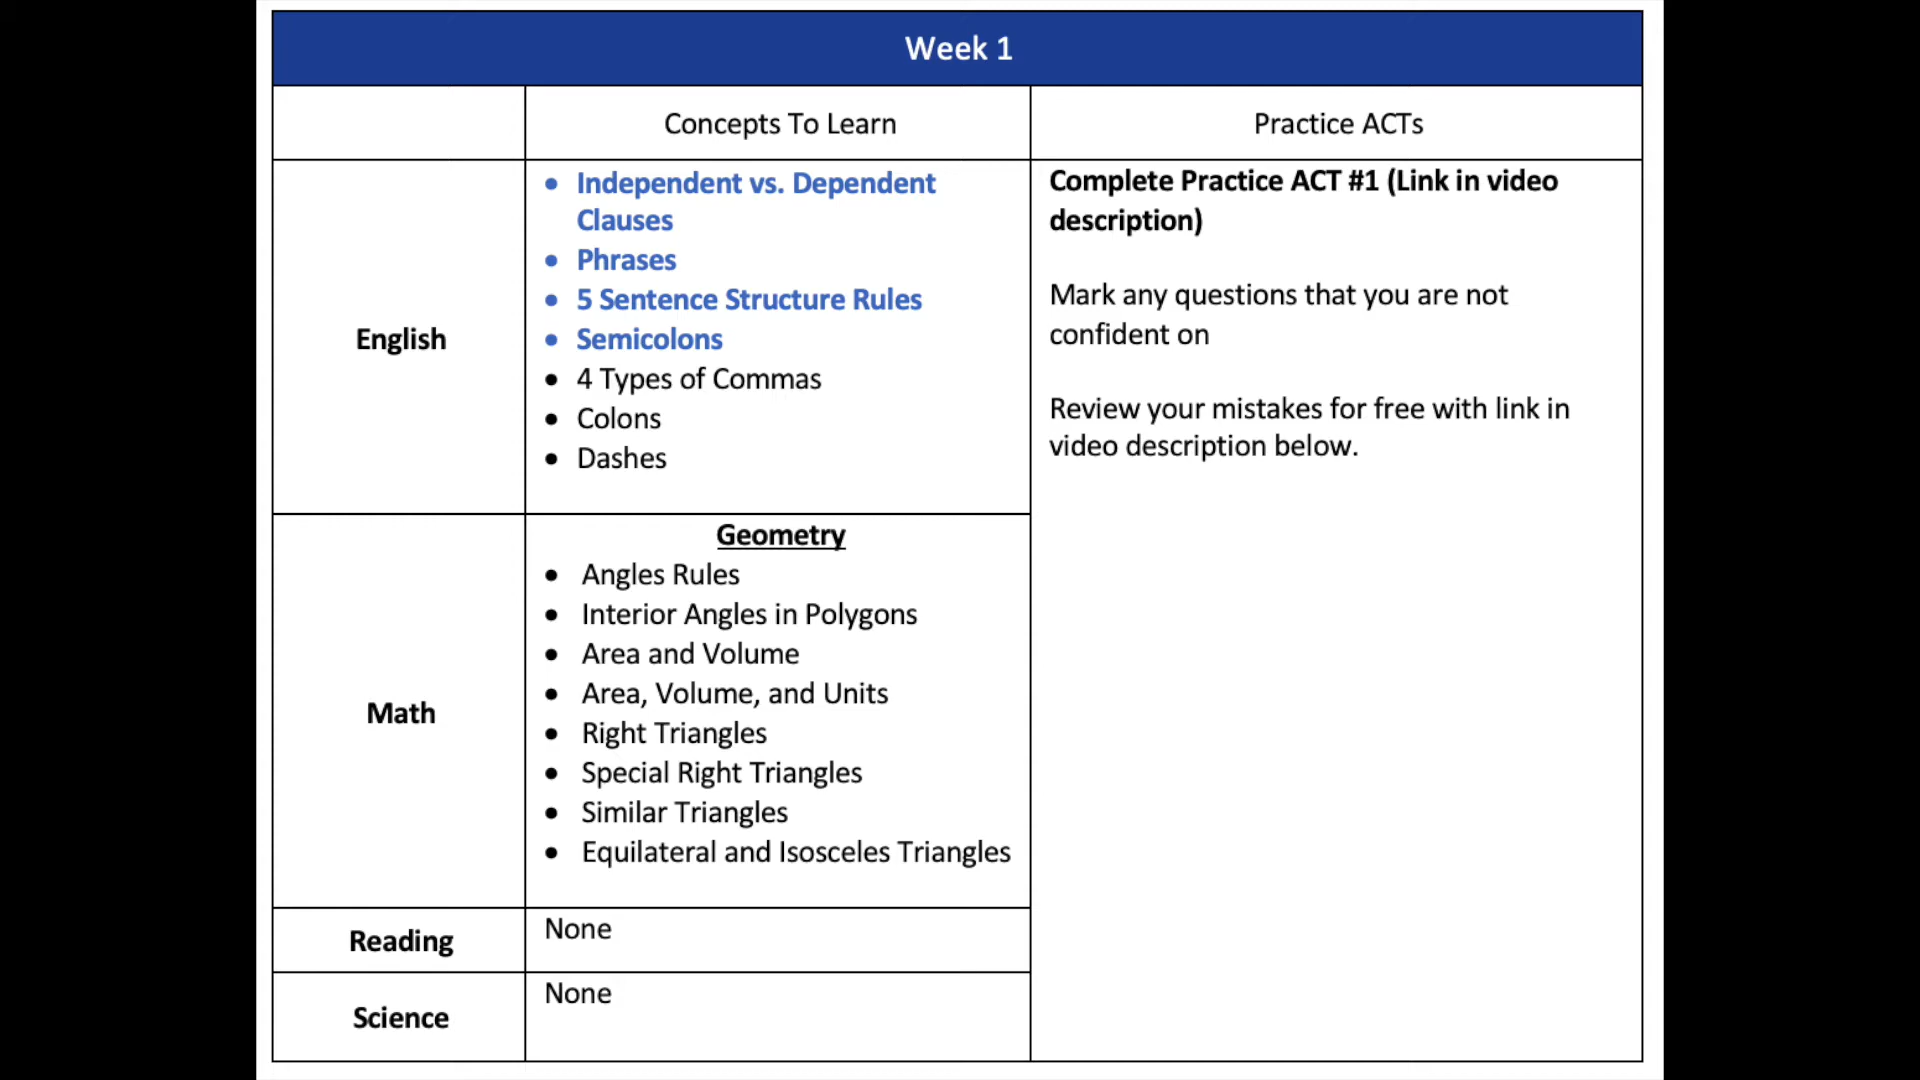 Week 1
Concepts To Learn
Practice ACTs
English
• Independent vs. Dependent
Clauses
• Phrases
• 5 Sentence Structure Rules
• Semicolons
• 4 Types of Commas
• Colons
• Dashes
Complete Practice ACT #1 (Link in video
description)
Mark any questions that you are not
confident on
Review your mistakes for free with link in
video description below.
Math
Geometry
• Angles Rules
• Interior Angles in Polygons
• Area and Volume
• Area, Volume, and Units
• Right Triangles
• Special Right Triangles
• Similar Triangles
• Equilateral and Isosceles Triangles
Reading
None
Science
None